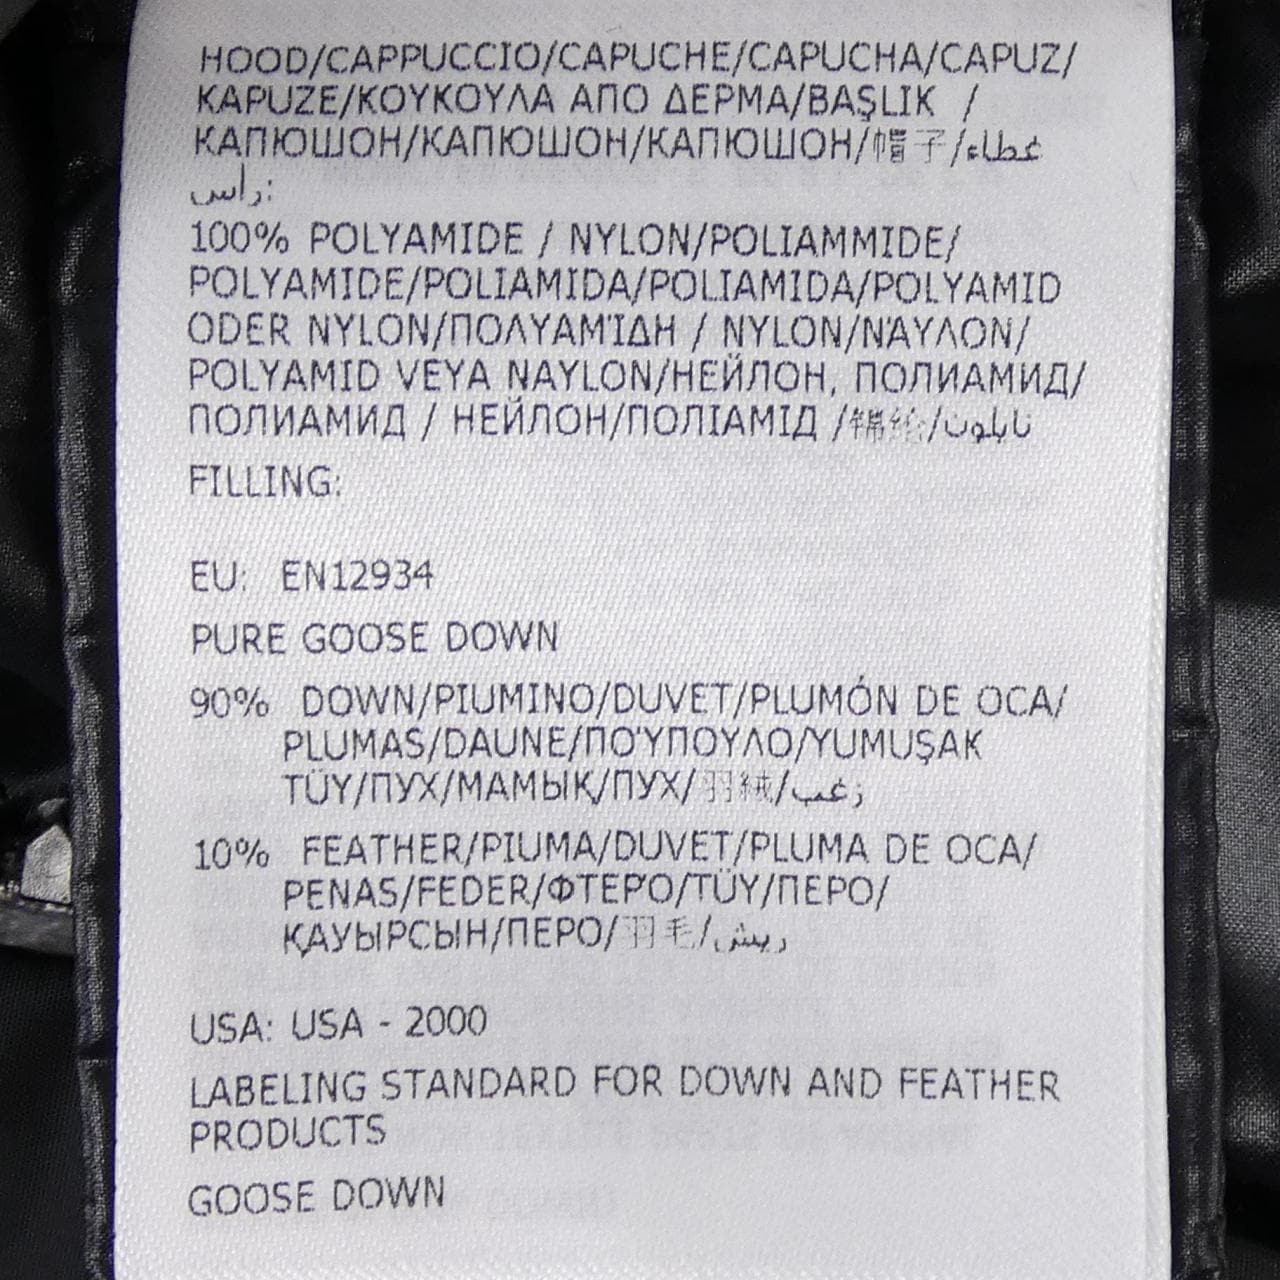 HOOD/CAPPUCCIO/CAPUCHE/CAPUCHA/CAPUZ/
KAPUZE/ΚΟΥΚΟΥΛΑ ΑΠΟ ΔΕΡΜΑ/BAŞLIK /
КАПЮШОН/КАПЮШОН/КАПЮШОН/帽子/غطاء
رأس:
100% POLYAMIDE / NYLON/POLIAMMIDE/
POLYAMIDE/POLIAMIDA/POLIAMIDA/POLYAMID
ODER NYLON/ΠΟΛΥΑΜΊΔΗ / NYLON/ΝΆΥΛΟΝ/
POLYAMID VEYA NAYLON/НЕЙЛОН, ПОЛИАМИД/
ПОЛИАМИД / НЕЙЛОН/ПОЛІАМІД /锦纶/نايلون
FILLING:
EU: EN12934
PURE GOOSE DOWN
90% DOWN/PIUMINO/DUVET/PLUMÓN DE OCA/
PLUMAS/DAUNE/ΠΟΎΠΟΥΛΟ/YUMUŞAK
TÜY/ПУХ/МАМЫҚ/ПУХ/羽絨/زغب
10% FEATHER/PIUMA/DUVET/PLUMA DE OCA/
PENAS/FEDER/ΦΤΕΡΌ/TÜY/ПЕРО/
ҚАУЫРСЫН/ПЕРО/羽毛/ريش
USA: USA - 2000
LABELING STANDARD FOR DOWN AND FEATHER
PRODUCTS
GOOSE DOWN